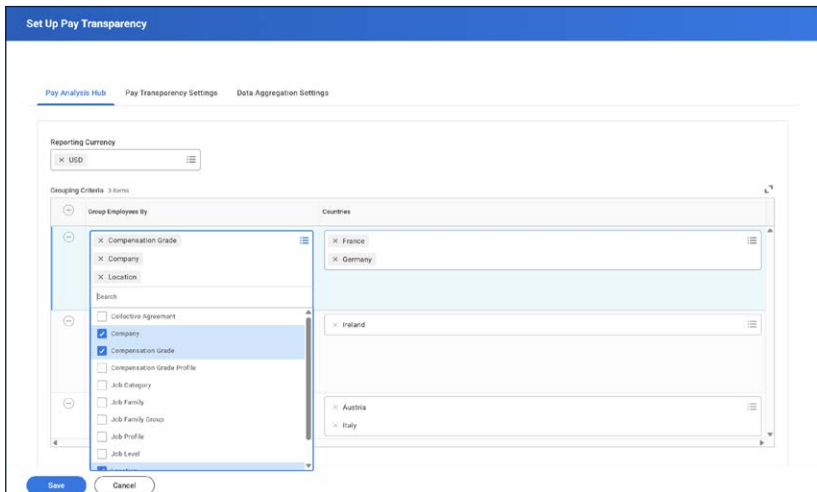 Set Up Pay Transparency
Pay Analysis Hub Pay Transparency Settings Data Aggregation Settings
Reporting Currency
× USD
Grouping Criteria 3 items
Group Employees By Countries
× Compensation Grade
× Company
× Location
× France
× Germany
Search
Collective Agreement
Company
Compensation Grade
Compensation Grade Profile
Job Category
Job Family
Job Family Group
Job Profile
Job Level
× Ireland
× Austria
× Italy
Save Cancel